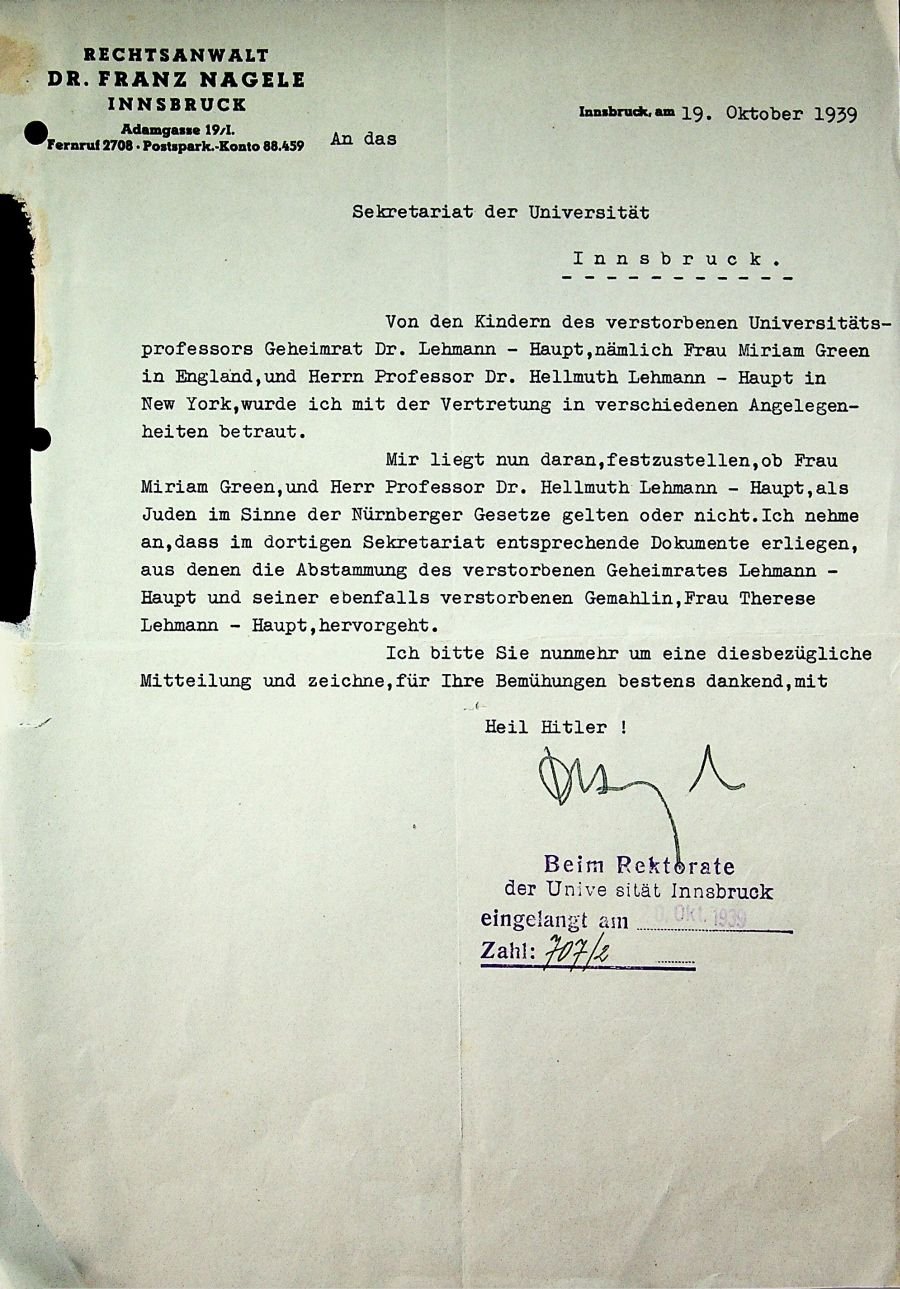 RECHTSANWALT
DR. FRANZ NAGELE
INNSBRUCK
Adamgasse 19/I.
Fernruf 2708 · Postspark.-Konto 88.459
Innsbruck, am 19. Oktober 1939
An das
Sekretariat der Universität
Innsbruck.
Von den Kindern des verstorbenen Universitäts-
professors Geheimrat Dr. Lehmann - Haupt,nämlich Frau Miriam Green
in England,und Herrn Professor Dr. Hellmuth Lehmann - Haupt in
New York,wurde ich mit der Vertretung in verschiedenen Angelegen-
heiten betraut.
Mir liegt nun daran,festzustellen,ob Frau
Miriam Green,und Herr Professor Dr. Hellmuth Lehmann - Haupt,als
Juden im Sinne der Nürnberger Gesetze gelten oder nicht.Ich nehme
an,dass im dortigen Sekretariat entsprechende Dokumente erliegen,
aus denen die Abstammung des verstorbenen Geheimrates Lehmann -
Haupt und seiner ebenfalls verstorbenen Gemahlin,Frau Therese
Lehmann - Haupt,hervorgeht.
Ich bitte Sie nunmehr um eine diesbezügliche
Mitteilung und zeichne,für Ihre Bemühungen bestens dankend,mit
Heil Hitler !
Beim Rektorate
der Unive sität Innsbruck
eingelangt am 20. Okt. 1939
Zahl: 707/2